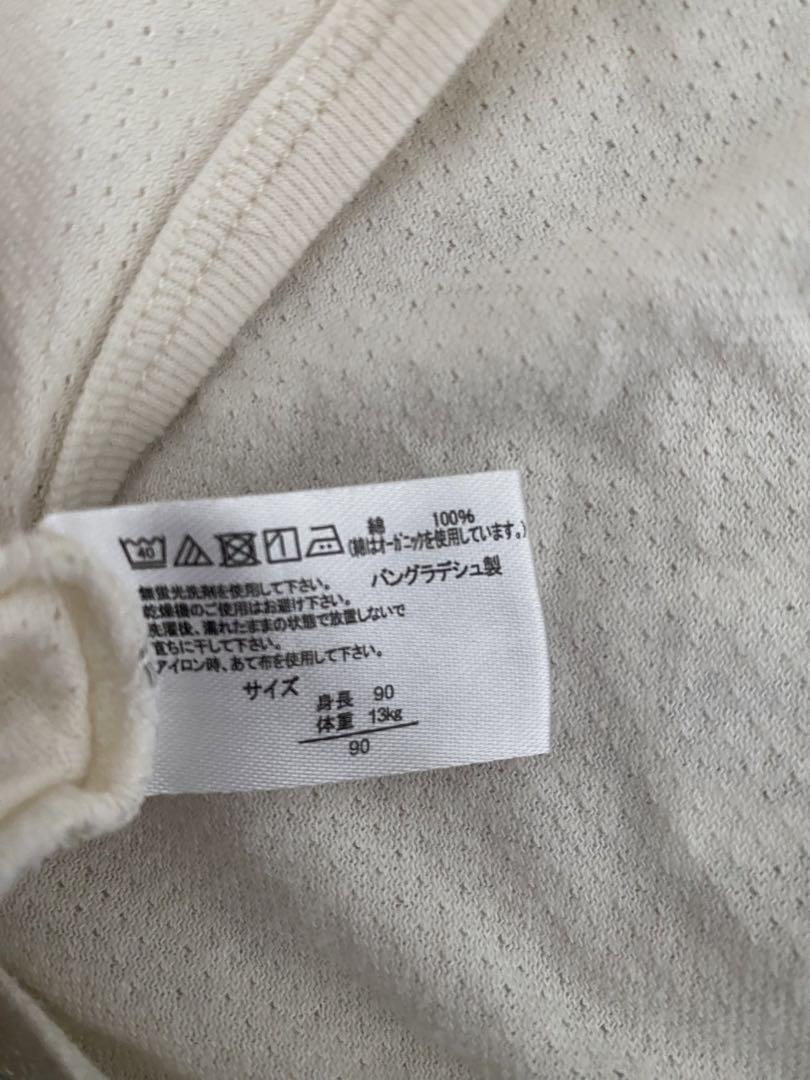 40
綿 100%
(綿はオーガニックを使用しています。)
バングラデシュ製
無蛍光洗剤を使用して下さい。
乾燥機のご使用はお避け下さい。
洗濯後、濡れたままの状態で放置しないで
直ちに干して下さい。
アイロン時、あて布を使用して下さい。
サイズ
身長 90
体重 13kg
90